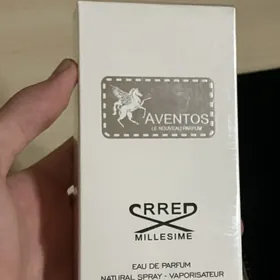 AVENTOS
LE NOUVEAU PARFUM
CRRED
MILLESIME
EAU DE PARFUM
NATURAL SPRAY - VAPORISATEUR